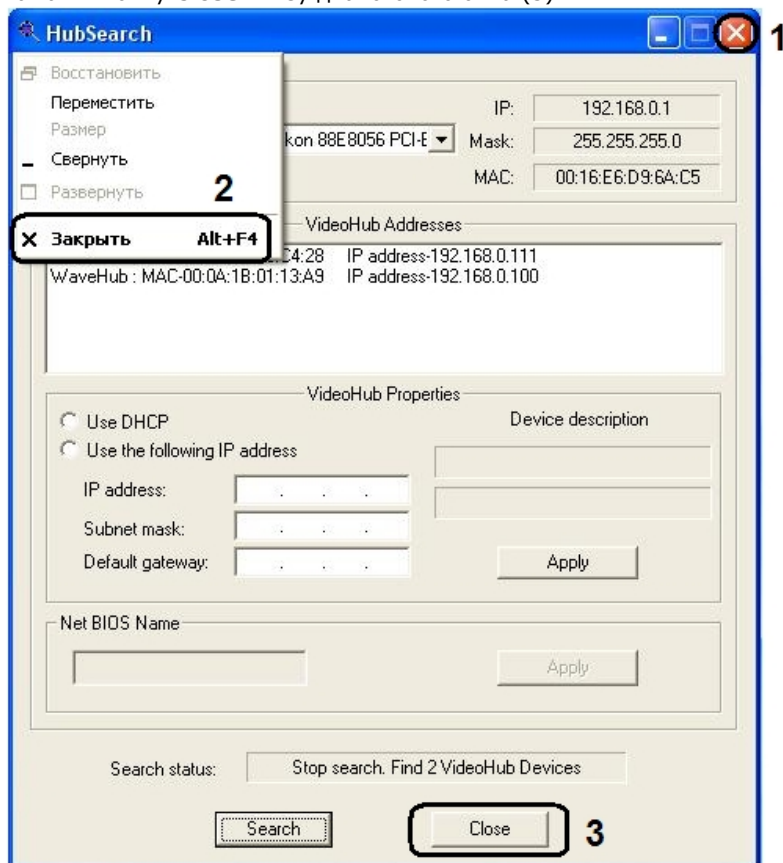 HubSearch
1
Восстановить
Переместить
Размер
Свернуть
Развернуть
2
Закрыть Alt+F4
kon 88E8056 PCI-E
IP: 192.168.0.1
Mask: 255.255.255.0
MAC: 00:16:E6:D9:6A:C5
VideoHub Addresses
C4:28 IP address-192.168.0.111
WaveHub : MAC-00:0A:1B:01:13:A9 IP address-192.168.0.100
VideoHub Properties
Use DHCP
Device description
Use the following IP address
IP address: . . .
Subnet mask: . . .
Default gateway: . . .
Apply
Net BIOS Name
Apply
Search status: Stop search. Find 2 VideoHub Devices
Search
Close
3